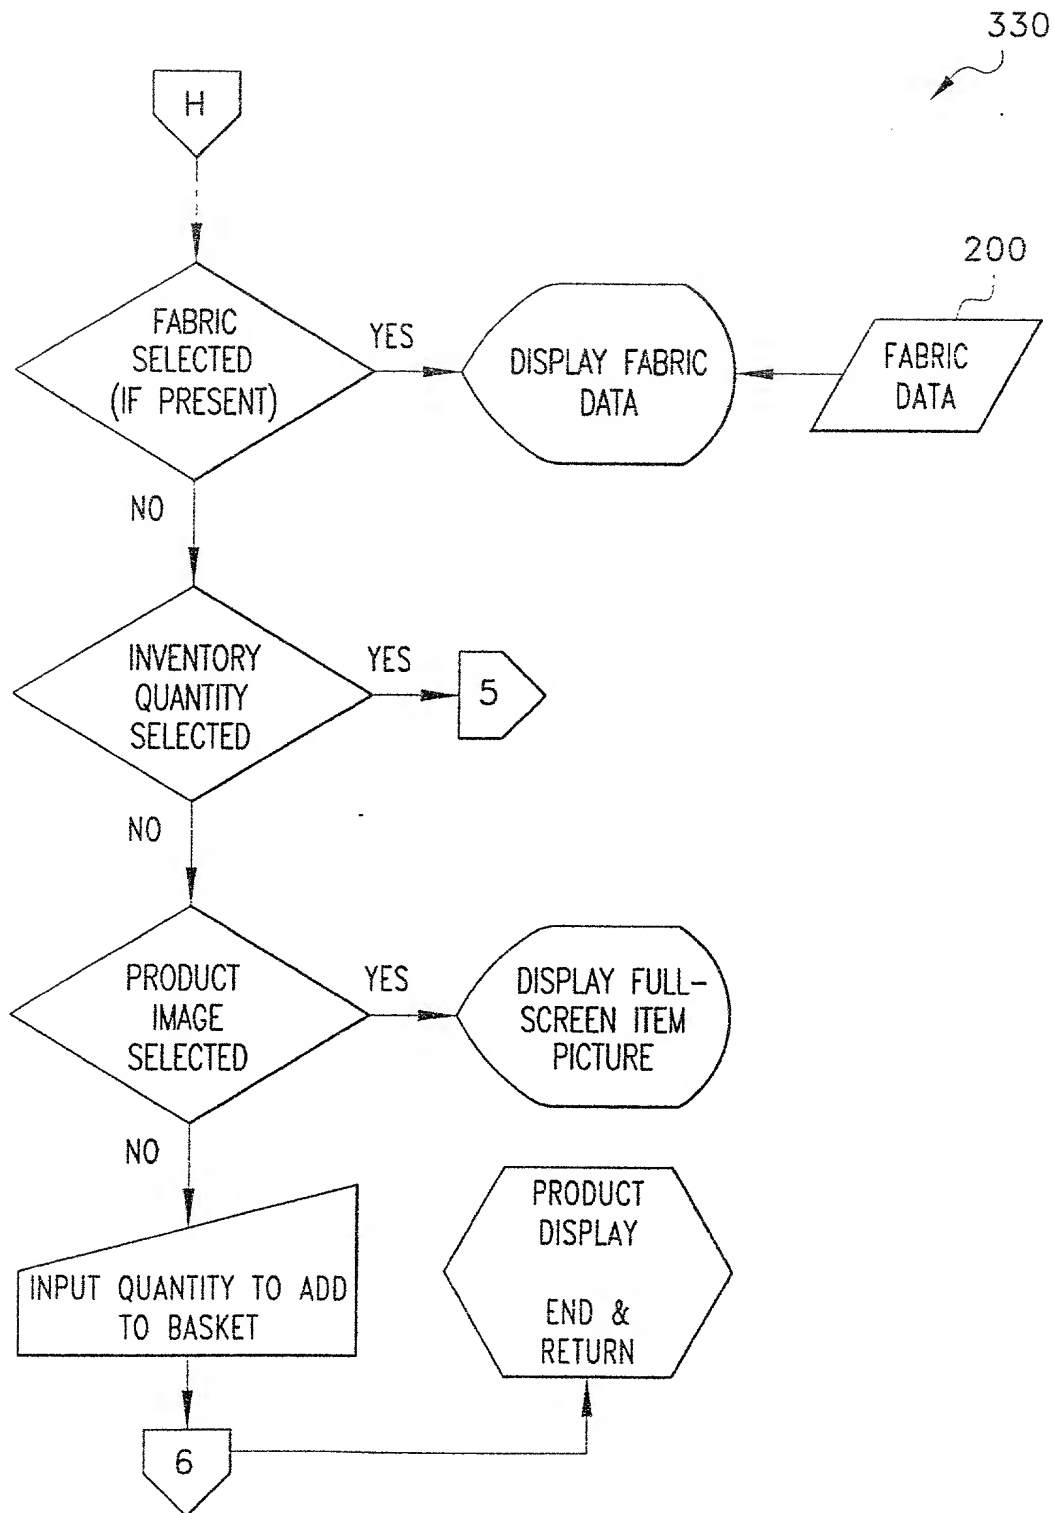 330
H
200
FABRIC
SELECTED
(IF PRESENT)
YES
DISPLAY FABRIC
DATA
FABRIC
DATA
NO
INVENTORY
QUANTITY
SELECTED
YES
5
NO
PRODUCT
IMAGE
SELECTED
YES
DISPLAY FULL-
SCREEN ITEM
PICTURE
NO
INPUT QUANTITY TO ADD
TO BASKET
PRODUCT
DISPLAY
END &
RETURN
6